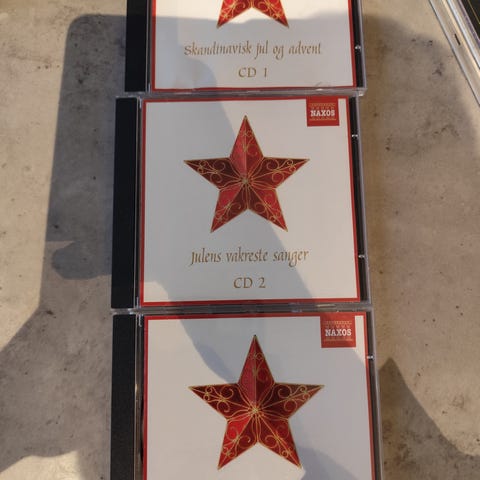 Skandinavisk jul og advent
CD 1
NAXOS
Julens vakreste sanger
CD 2
NAXOS